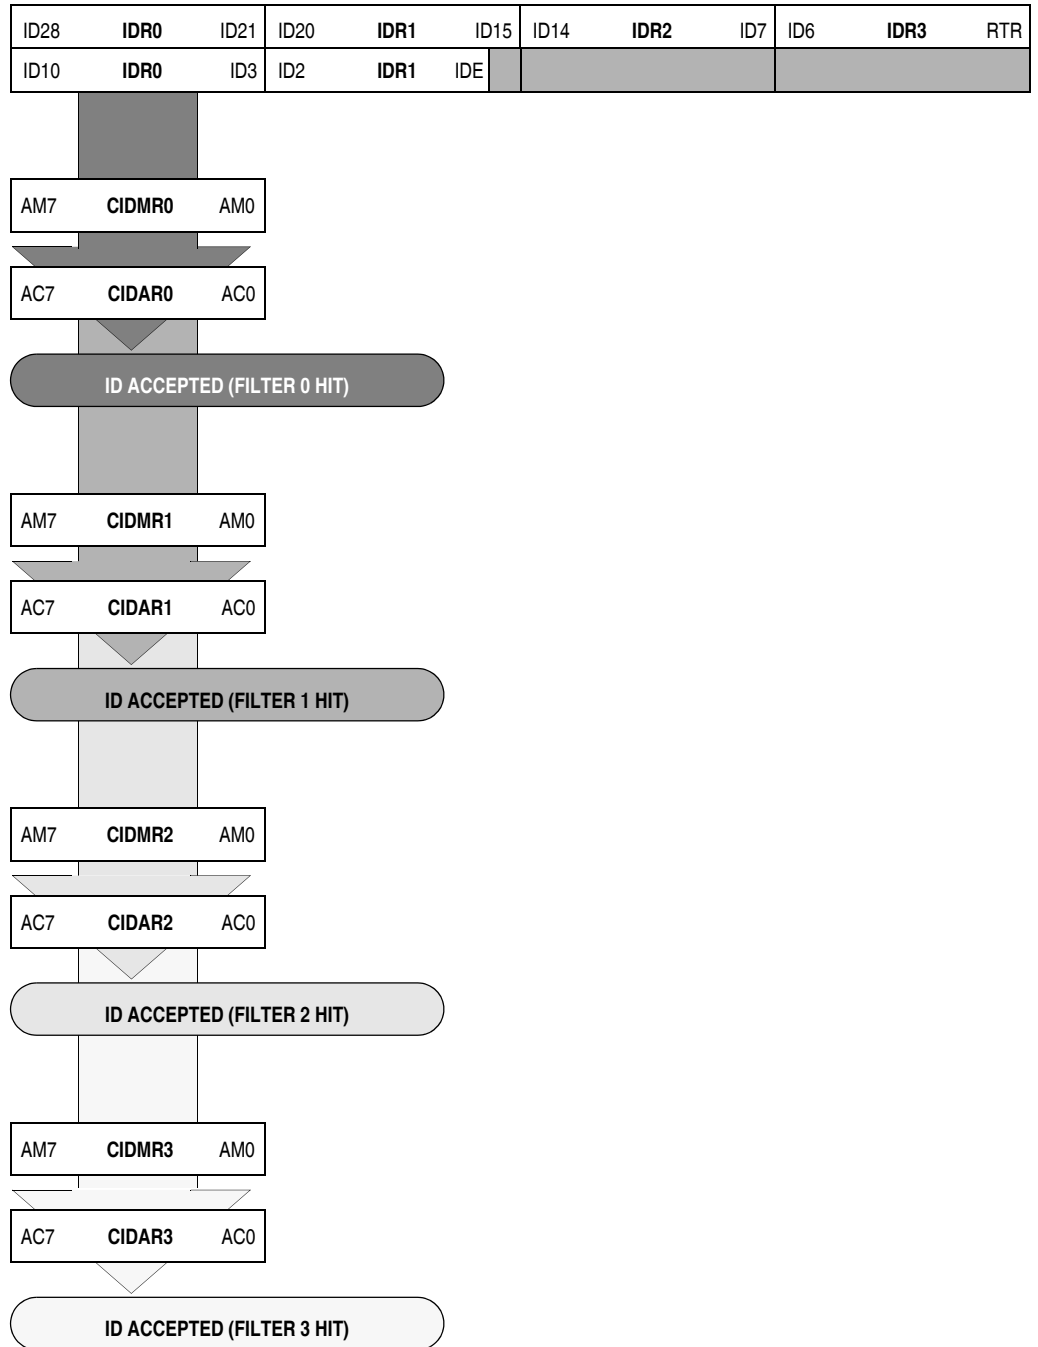 ID28 IDR0 ID21 ID20 IDR1 ID15 ID14 IDR2 ID7 ID6 IDR3 RTR
ID10 IDR0 ID3 ID2 IDR1 IDE
AM7 CIDMR0 AM0
AC7 CIDAR0 AC0
ID ACCEPTED (FILTER 0 HIT)
AM7 CIDMR1 AM0
AC7 CIDAR1 AC0
ID ACCEPTED (FILTER 1 HIT)
AM7 CIDMR2 AM0
AC7 CIDAR2 AC0
ID ACCEPTED (FILTER 2 HIT)
AM7 CIDMR3 AM0
AC7 CIDAR3 AC0
ID ACCEPTED (FILTER 3 HIT)